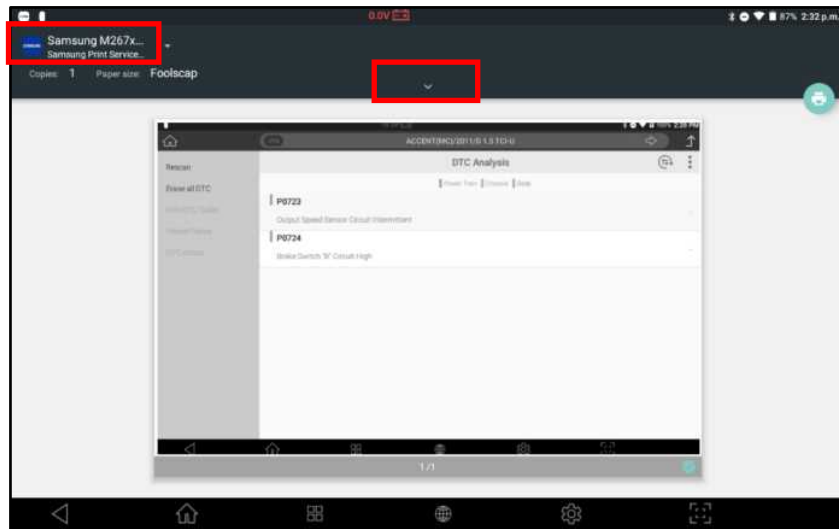 0.0V
87% 2:32 p.m.
Samsung M267x...
Samsung Print Service...
Copies: 1 Paper size: Foolscap
ACCENT(MC)/2011/G 1.5 TCI-U
DTC Analysis
Rescan
Erase all DTC
P0723
Output Speed Sensor Circuit Intermittent
P0724
Brake Switch "B" Circuit High
1/1